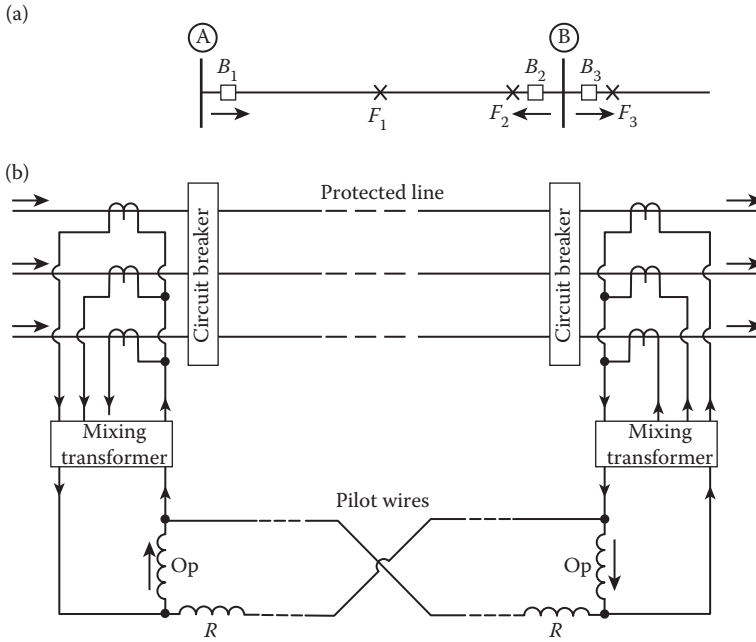 (a)
A
B
B1
B2
B3
F1
F2
F3
(b)
Protected line
Circuit breaker
Circuit breaker
Mixing
transformer
Mixing
transformer
Pilot wires
Op
Op
R
R